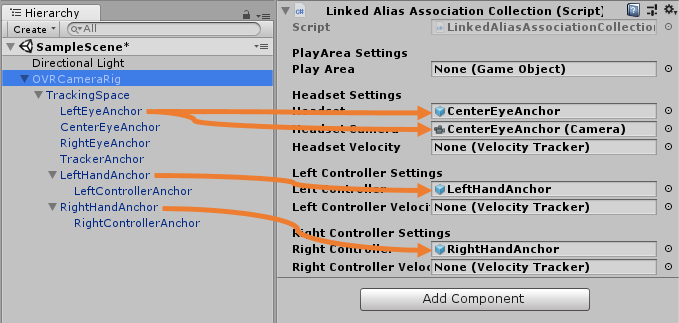 Hierarchy
Create
All
SampleScene*
Directional Light
OVRCameraRig
TrackingSpace
LeftEyeAnchor
CenterEyeAnchor
RightEyeAnchor
TrackerAnchor
LeftHandAnchor
LeftControllerAnchor
RightHandAnchor
RightControllerAnchor
Linked Alias Association Collection (Script)
Script LinkedAliasAssociationCollection
PlayArea Settings
Play Area None (Game Object)
Headset Settings
Headset CenterEyeAnchor
Headset Camera CenterEyeAnchor (Camera)
Headset Velocity None (Velocity Tracker)
Left Controller Settings
Left Controller LeftHandAnchor
Left Controller Veloci None (Velocity Tracker)
Right Controller Settings
Right Controller RightHandAnchor
Right Controller Veloc None (Velocity Tracker)
Add Component